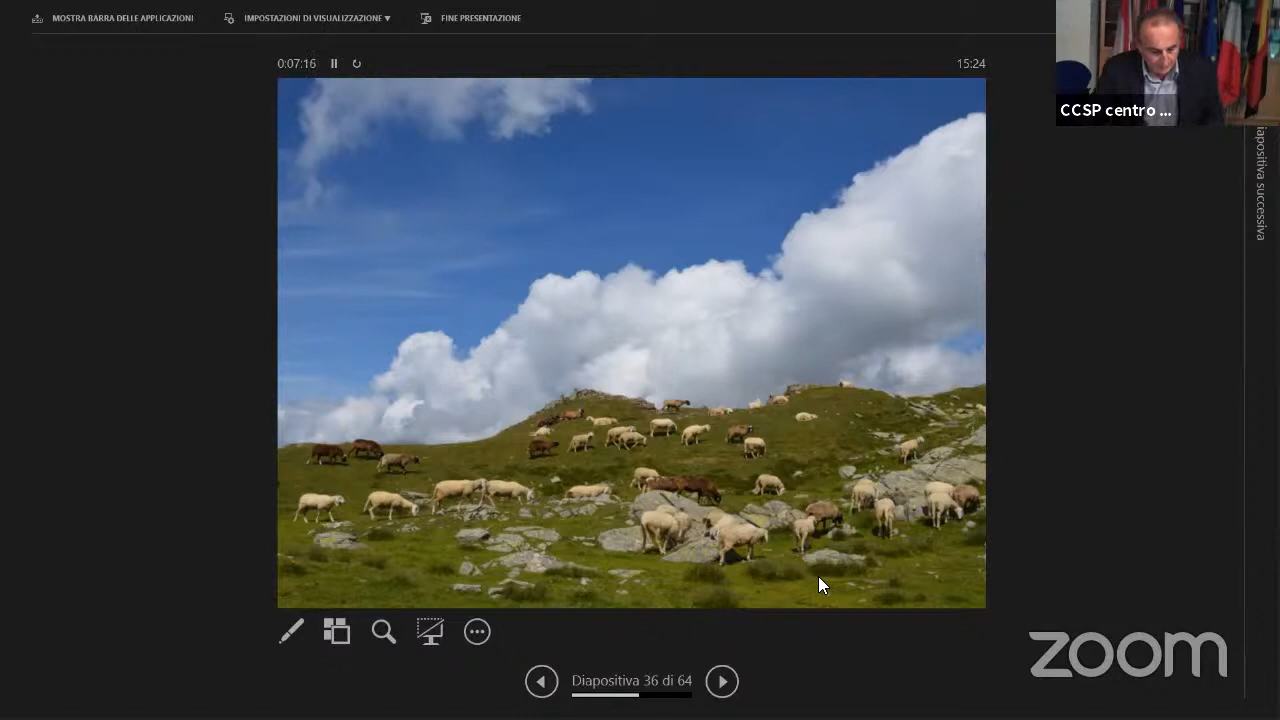 MOSTRA BARRA DELLE APPLICAZIONI
IMPOSTAZIONI DI VISUALIZZAZIONE ▼
FINE PRESENTAZIONE
0:07:16
15:24
CCSP centro ...
iapositiva successiva
Diapositiva 36 di 64
zoom